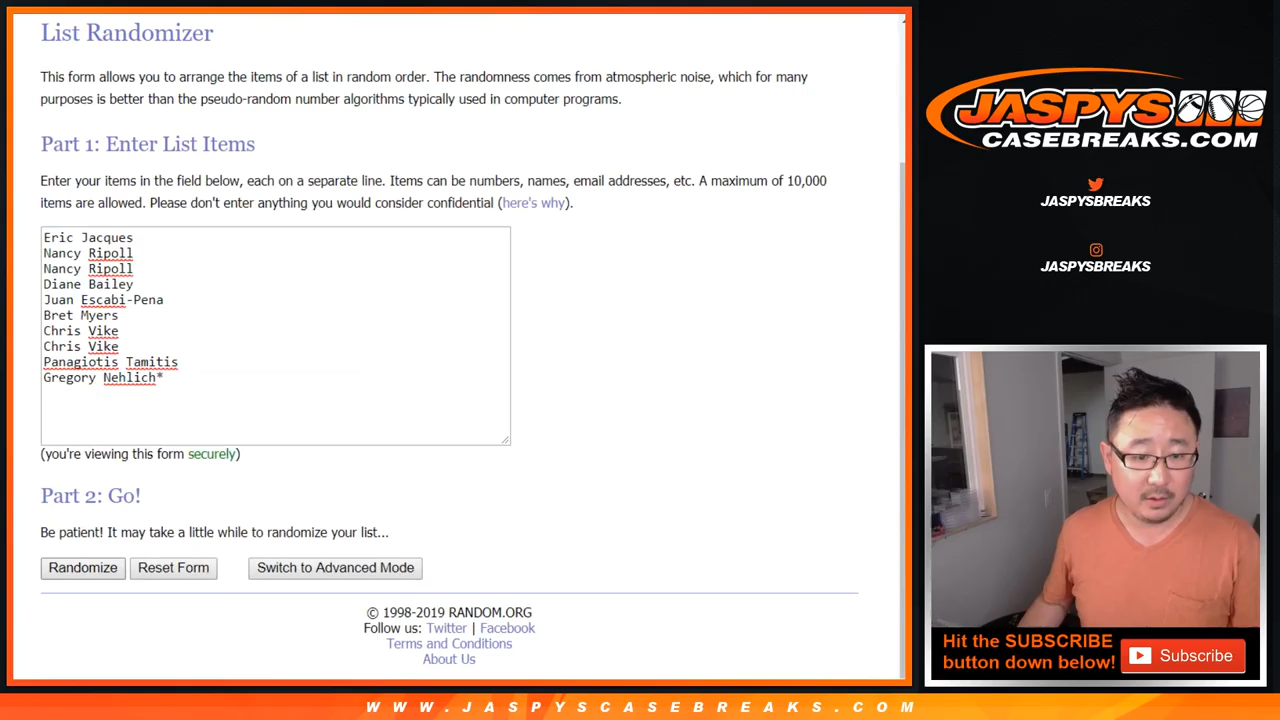 List Randomizer
This form allows you to arrange the items of a list in random order. The randomness comes from atmospheric noise, which for many
purposes is better than the pseudo-random number algorithms typically used in computer programs.
Part 1: Enter List Items
Enter your items in the field below, each on a separate line. Items can be numbers, names, email addresses, etc. A maximum of 10,000
items are allowed. Please don't enter anything you would consider confidential (here's why).
Eric Jacques
Nancy Ripoll
Nancy Ripoll
Diane Bailey
Juan Escabi-Pena
Bret Myers
Chris Vike
Chris Vike
Panagiotis Tamitis
Gregory Nehlich*
(you're viewing this form securely)
Part 2: Go!
Be patient! It may take a little while to randomize your list...
Randomize Reset Form Switch to Advanced Mode
© 1998-2019 RANDOM.ORG
Follow us: Twitter | Facebook
Terms and Conditions
About Us
JASPYS
CASEBREAKS.COM
JASPYSBREAKS
JASPYSBREAKS
Hit the SUBSCRIBE
button down below!
Subscribe
WWW.JASPYSCASEBREAKS.COM